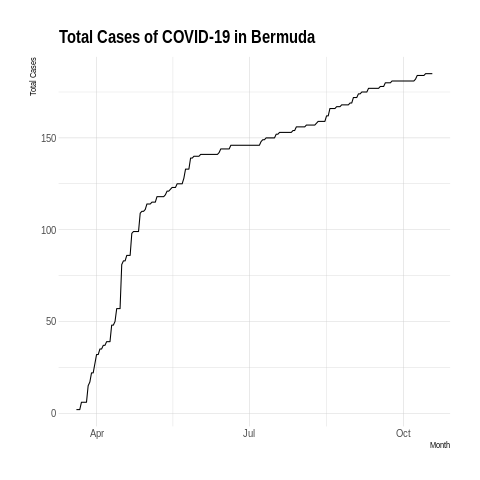 Total Cases of COVID-19 in Bermuda
Total Cases
150
100
50
0
Apr Jul Oct
Month